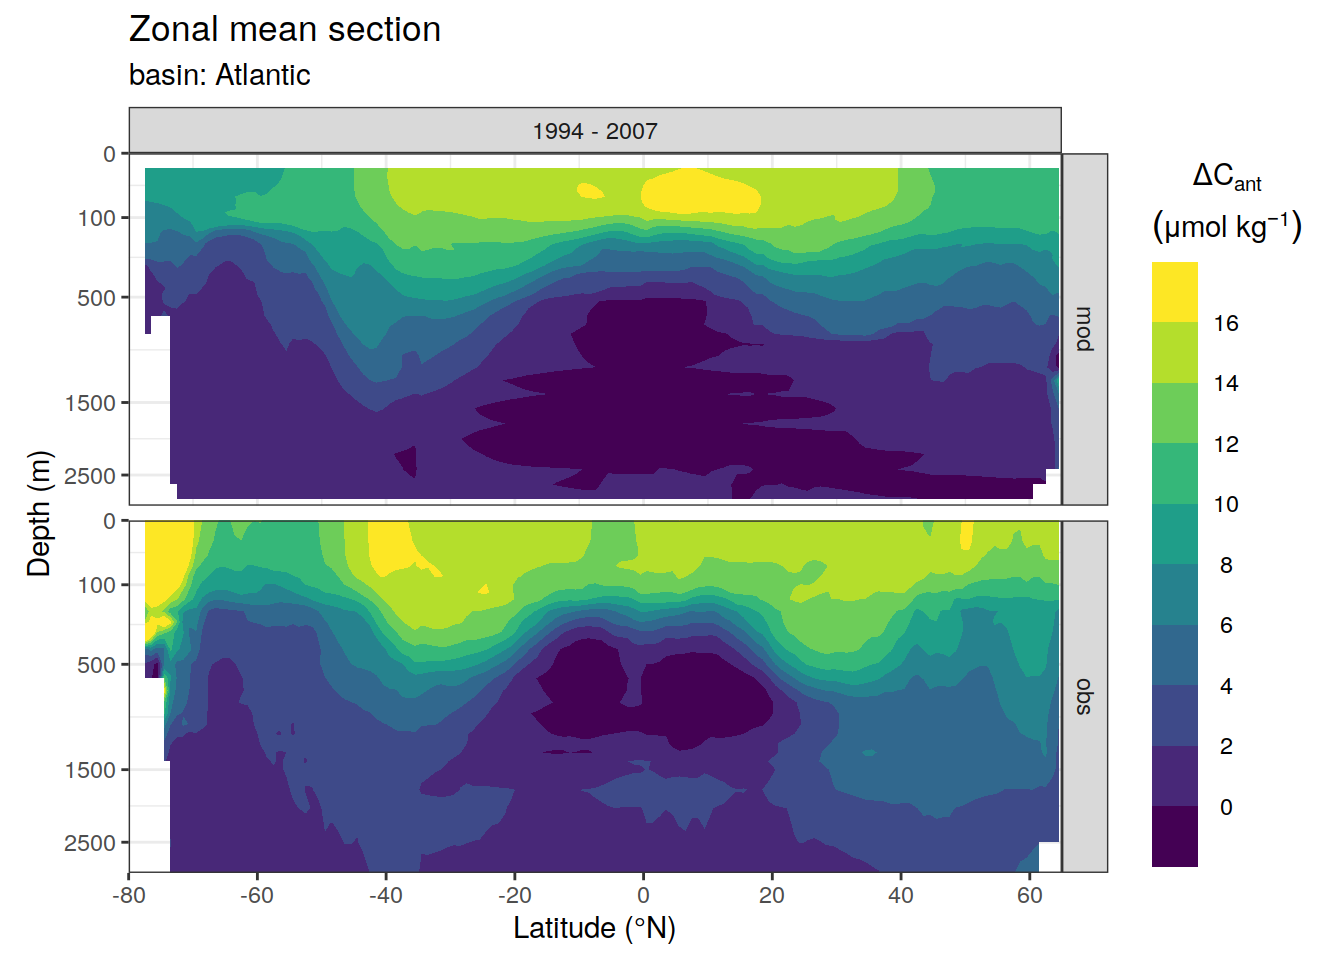 Zonal mean section
basin: Atlantic
1994 - 2007
0
100
500
1500
2500
mod
0
100
500
1500
2500
obs
-80 -60 -40 -20 0 20 40 60
Latitude (°N)
Depth (m)
ΔCant
(μmol kg⁻¹)
16
14
12
10
8
6
4
2
0